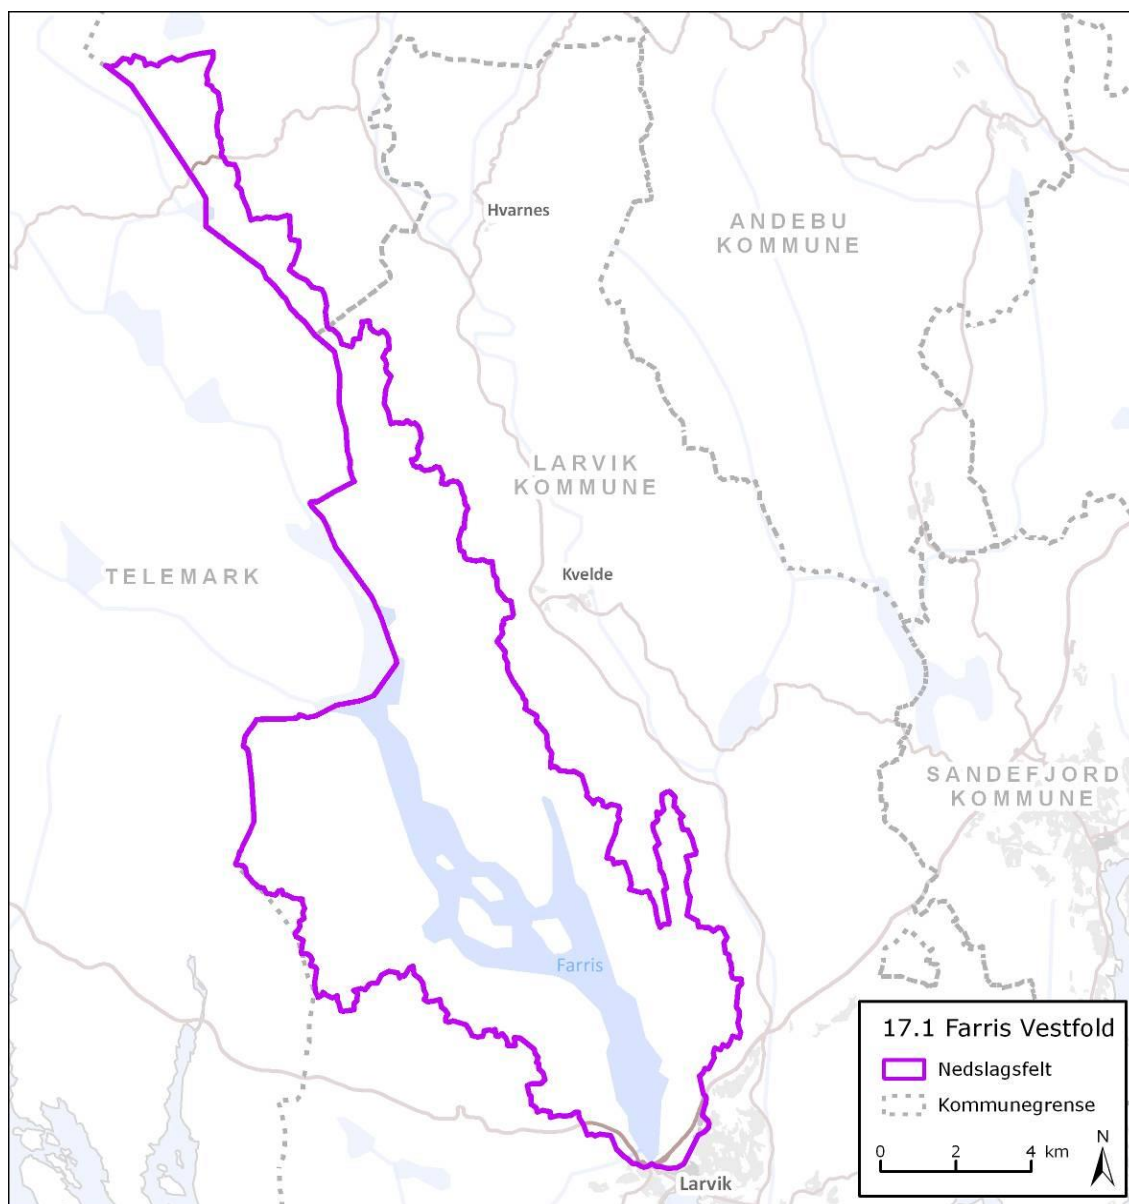 Hvarnes
ANDEBU
KOMMUNE
LARVIK
KOMMUNE
TELEMARK
Kvelde
SANDEFJORD
KOMMUNE
Farris
Larvik
17.1 Farris Vestfold
Nedslagsfelt
Kommunegrense
0 2 4 km
N